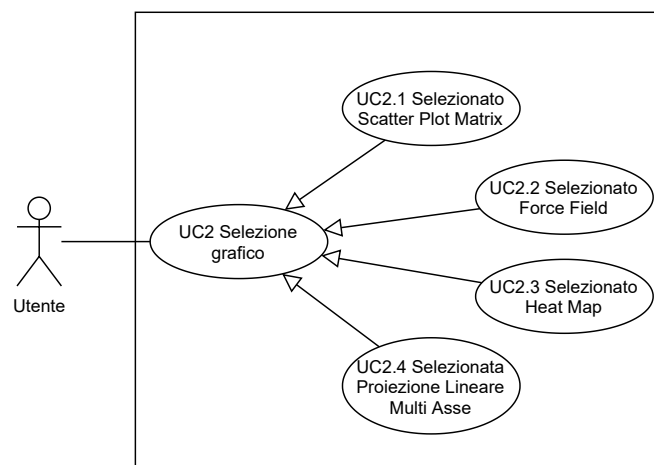 UC2.1 Selezionato
Scatter Plot Matrix
UC2.2 Selezionato
Force Field
UC2 Selezione
grafico
UC2.3 Selezionato
Heat Map
Utente
UC2.4 Selezionata
Proiezione Lineare
Multi Asse